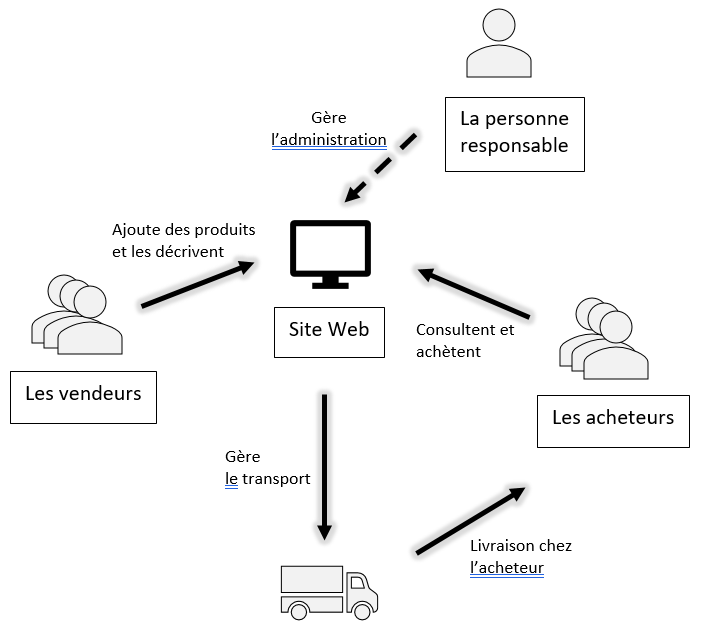 La personne
responsable
Gère
l’administration
Ajoute des produits
et les décrivent
Site Web
Consultent et
achètent
Les vendeurs
Les acheteurs
Gère
le transport
Livraison chez
l’acheteur